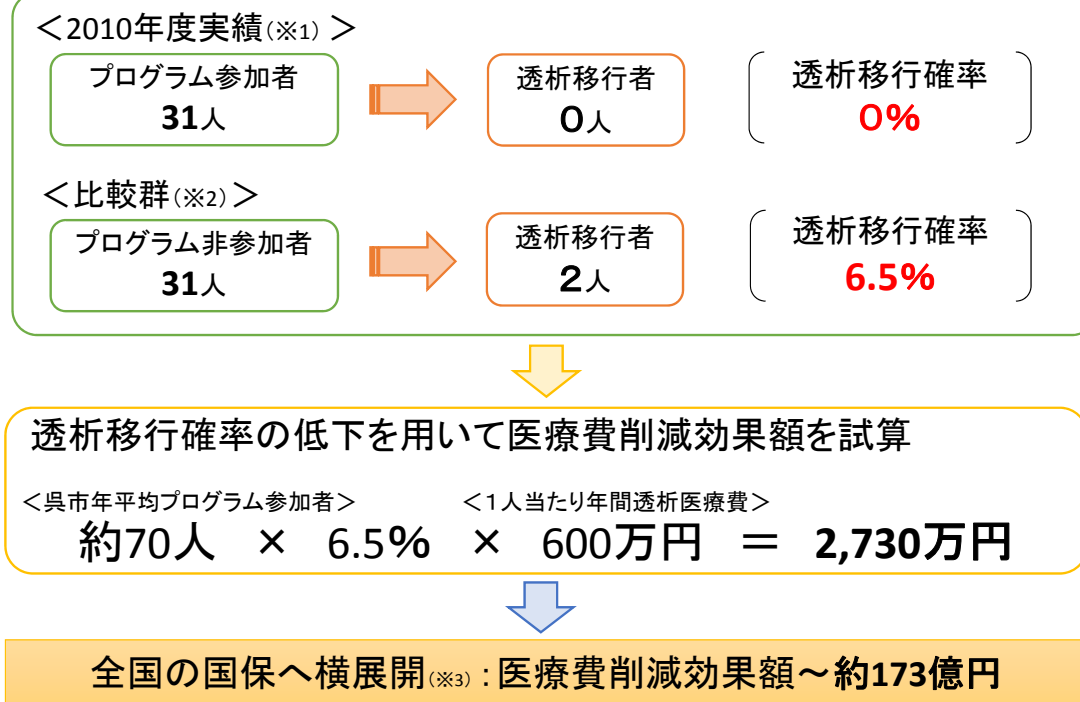 ＜2010年度実績(※1)＞
プログラム参加者
31人
透析移行者
０人
透析移行確率
０%
＜比較群(※2)＞
プログラム非参加者
31人
透析移行者
２人
透析移行確率
6.5%
透析移行確率の低下を用いて医療費削減効果額を試算
＜呉市年平均プログラム参加者＞ ＜１人当たり年間透析医療費＞
約70人 × 6.5% × 600万円 ＝ 2,730万円
全国の国保へ横展開(※3)：医療費削減効果額～約173億円